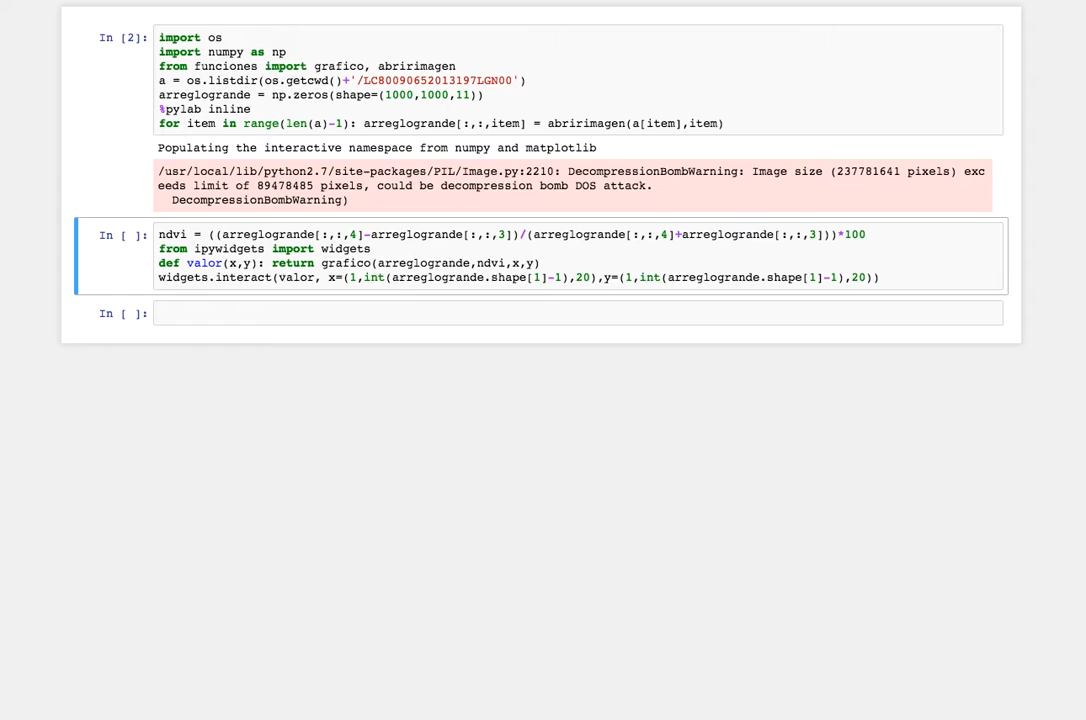 In [2]: import os
import numpy as np
from funciones import grafico, abririmagen
a = os.listdir(os.getcwd()+'/LC80090652013197LGN00')
arreglogrande = np.zeros(shape=(1000,1000,11))
%pylab inline
for item in range(len(a)-1): arreglogrande[:,:,item] = abririmagen(a[item],item)
Populating the interactive namespace from numpy and matplotlib
/usr/local/lib/python2.7/site-packages/PIL/Image.py:2210: DecompressionBombWarning: Image size (237781641 pixels) exc
eeds limit of 89478485 pixels, could be decompression bomb DOS attack.
DecompressionBombWarning)
In [ ]: ndvi = ((arreglogrande[:,:,4]-arreglogrande[:,:,3])/(arreglogrande[:,:,4]+arreglogrande[:,:,3]))*100
from ipywidgets import widgets
def valor(x,y): return grafico(arreglogrande,ndvi,x,y)
widgets.interact(valor, x=(1,int(arreglogrande.shape[1]-1),20),y=(1,int(arreglogrande.shape[1]-1),20))
In [ ]: